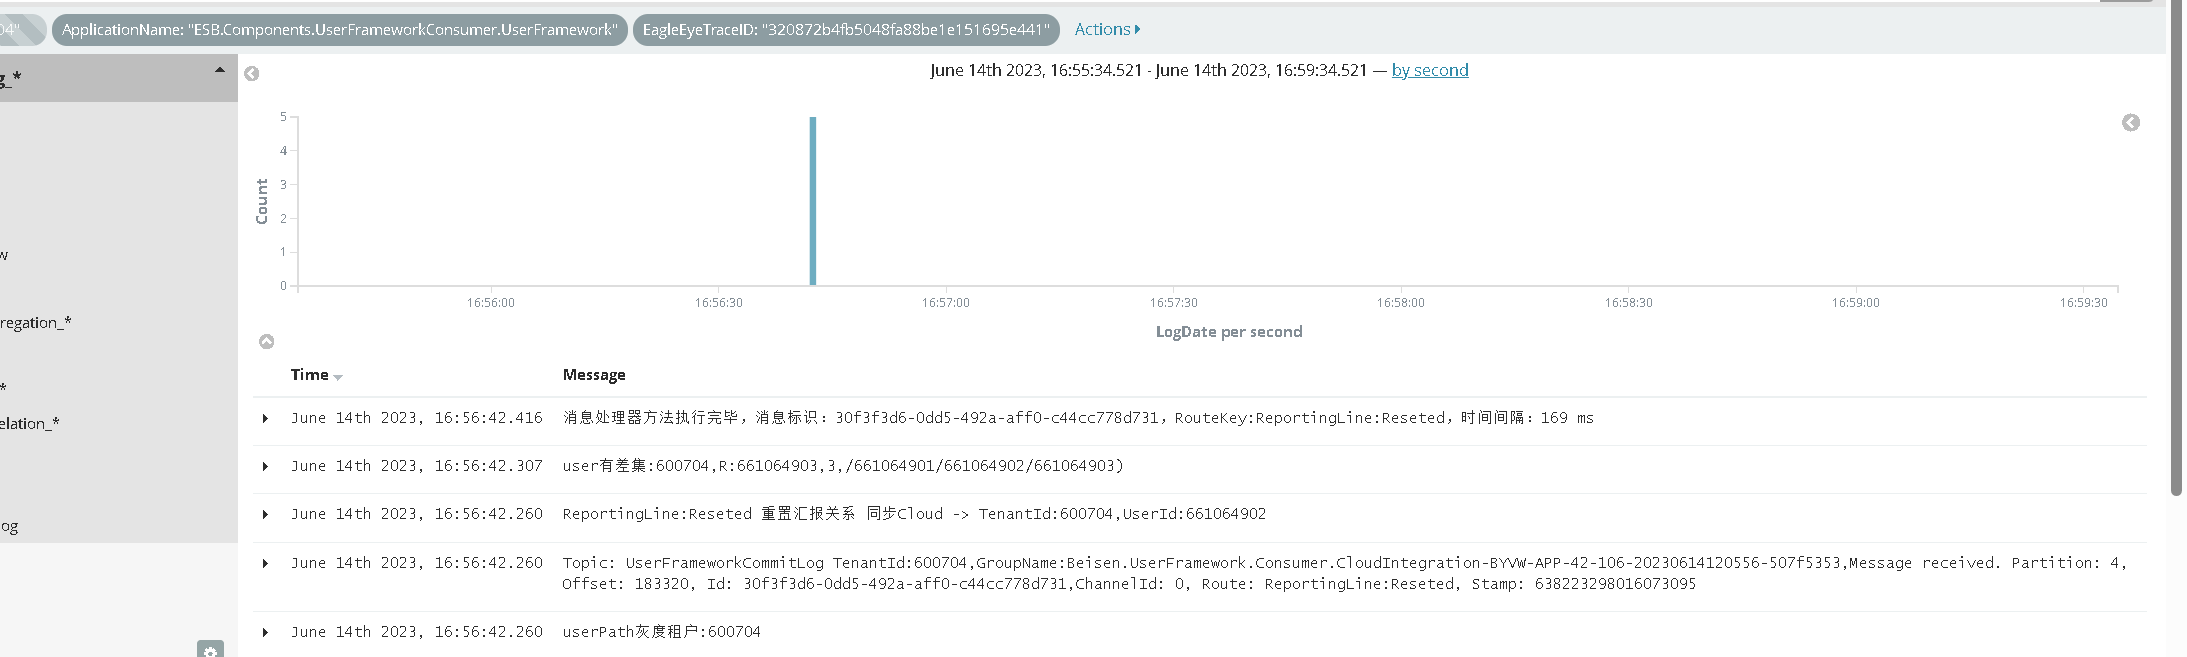 04" ApplicationName: "ESB.Components.UserFrameworkConsumer.UserFramework" EagleEyeTraceID: "320872b4fb5048fa88be1e151695e441" Actions
g_*
w
regation_*
*
elation_*
og
June 14th 2023, 16:55:34.521 - June 14th 2023, 16:59:34.521 — by second
5
4
3
2
1
0
Count
16:56:00 16:56:30 16:57:00 16:57:30 16:58:00 16:58:30 16:59:00 16:59:30
LogDate per second
Time Message
June 14th 2023, 16:56:42.416 消息处理器方法执行完毕，消息标识：30f3f3d6-0dd5-492a-aff0-c44cc778d731，RouteKey:ReportingLine:Reseted，时间间隔：169 ms
June 14th 2023, 16:56:42.307 user有差集:600704,R:661064903,3,/661064901/661064902/661064903)
June 14th 2023, 16:56:42.260 ReportingLine:Reseted 重置汇报关系 同步Cloud -> TenantId:600704,UserId:661064902
June 14th 2023, 16:56:42.260 Topic: UserFrameworkCommitLog TenantId:600704,GroupName:Beisen.UserFramework.Consumer.CloudIntegration-BYVW-APP-42-106-20230614120556-507f5353,Message received. Partition: 4,
Offset: 183320, Id: 30f3f3d6-0dd5-492a-aff0-c44cc778d731,ChannelId: 0, Route: ReportingLine:Reseted, Stamp: 638223298016073095
June 14th 2023, 16:56:42.260 userPath灰度租户:600704